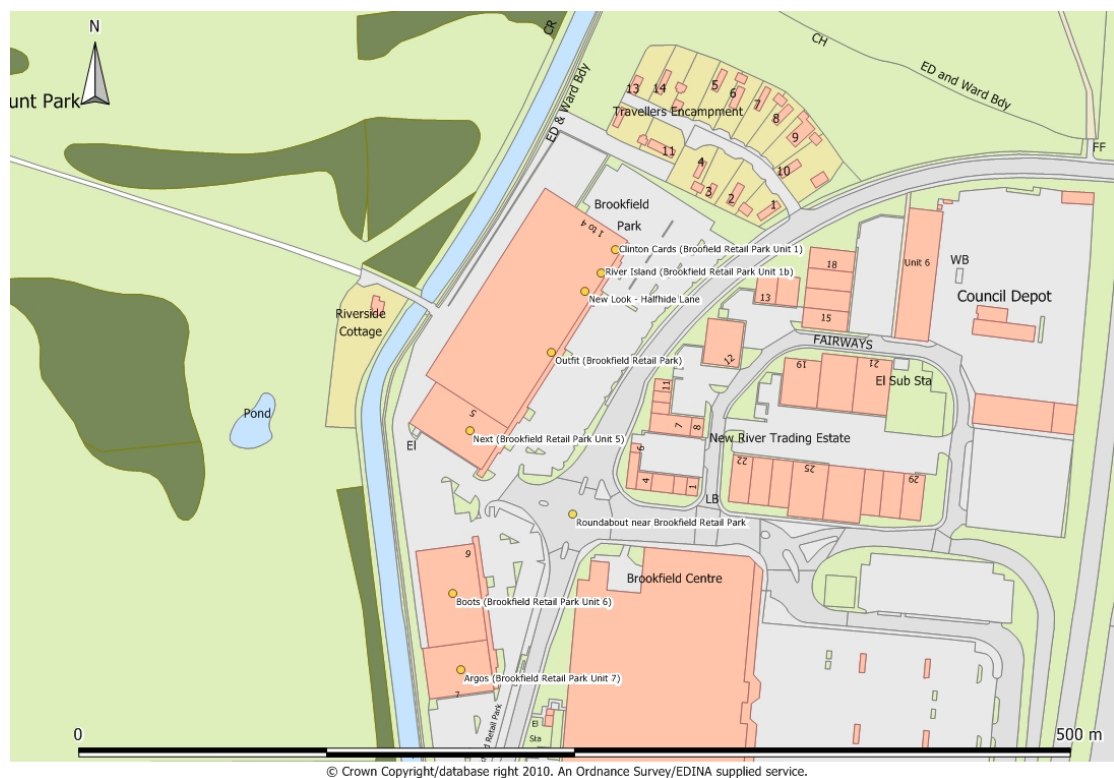 N
CR
CH
ED and Ward Bdy
ED & Ward Bdy
unt Park
FF
13
14
5
6
7
8
9
10
Travellers Encampment
11
4
3
2
1
Brookfield
Park
1 to 4
Clinton Cards (Broofield Retail Park Unit 1)
River Island (Brookfield Retail Park Unit 1b)
New Look - Halfhide Lane
Outfit (Brookfield Retail Park)
5
Next (Brookfield Retail Park Unit 5)
El
Riverside
Cottage
Pond
18
15
13
12
Unit 6
WB
Council Depot
FAIRWAYS
19
21
El Sub Sta
11
7
8
New River Trading Estate
6
4
1
LB
22
25
29
Roundabout near Brookfield Retail Park
Brookfield Centre
6
Boots (Brookfield Retail Park Unit 6)
Argos (Brookfield Retail Park Unit 7)
7
El
Sta
d Retail Park
0
500 m
© Crown Copyright/database right 2010. An Ordnance Survey/EDINA supplied service.